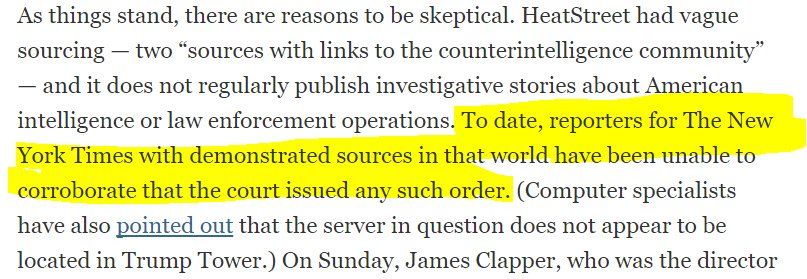 As things stand, there are reasons to be skeptical. HeatStreet had vague
sourcing — two “sources with links to the counterintelligence community”
— and it does not regularly publish investigative stories about American
intelligence or law enforcement operations. To date, reporters for The New
York Times with demonstrated sources in that world have been unable to
corroborate that the court issued any such order. (Computer specialists
have also pointed out that the server in question does not appear to be
located in Trump Tower.) On Sunday, James Clapper, who was the director